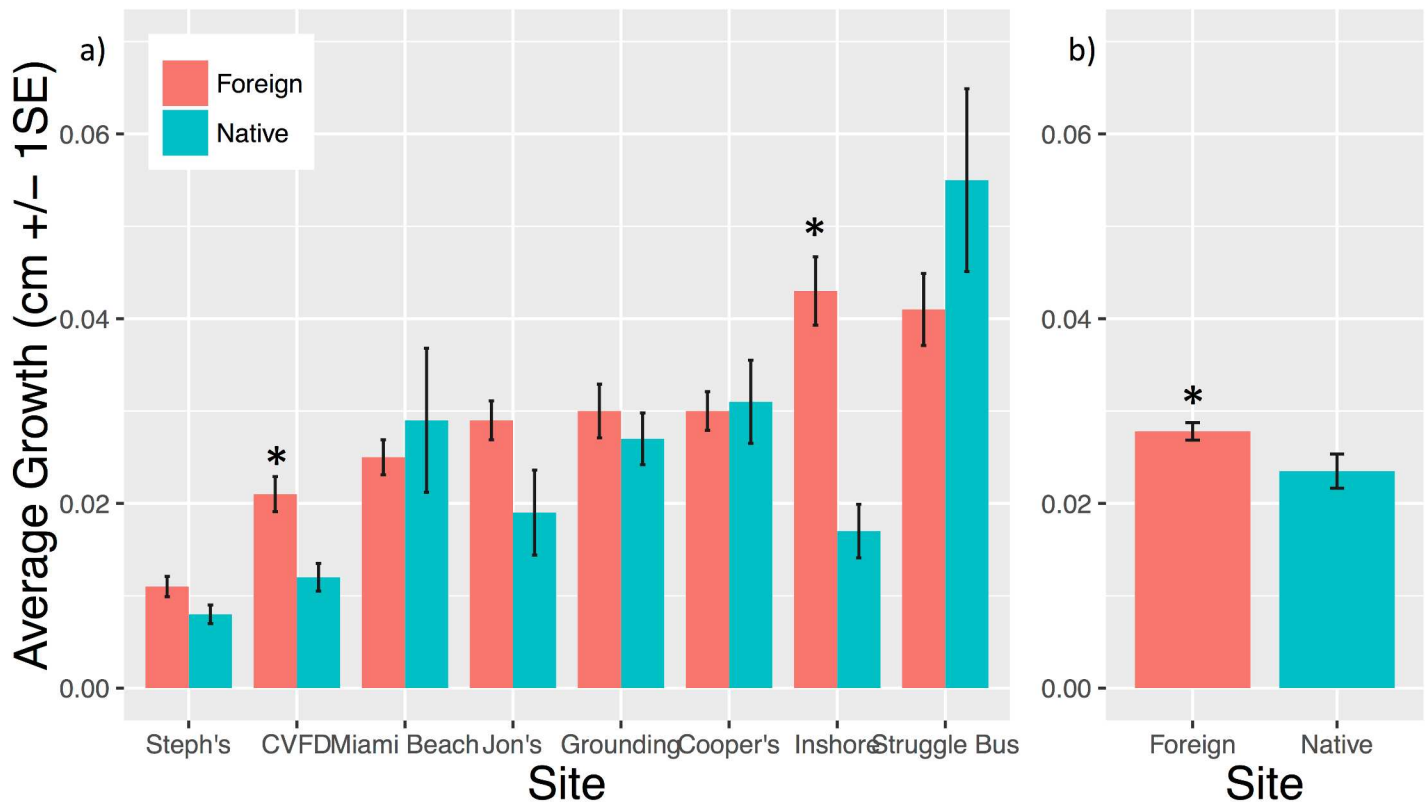 Average Growth (cm +/− 1SE)
a)
Foreign
Native
0.06
0.04
0.02
0.00
*
*
Steph's CVFD Miami Beach Jon's Grounding Cooper's Inshore Struggle Bus
Site
b)
0.06
0.04
0.02
0.00
*
Foreign Native
Site